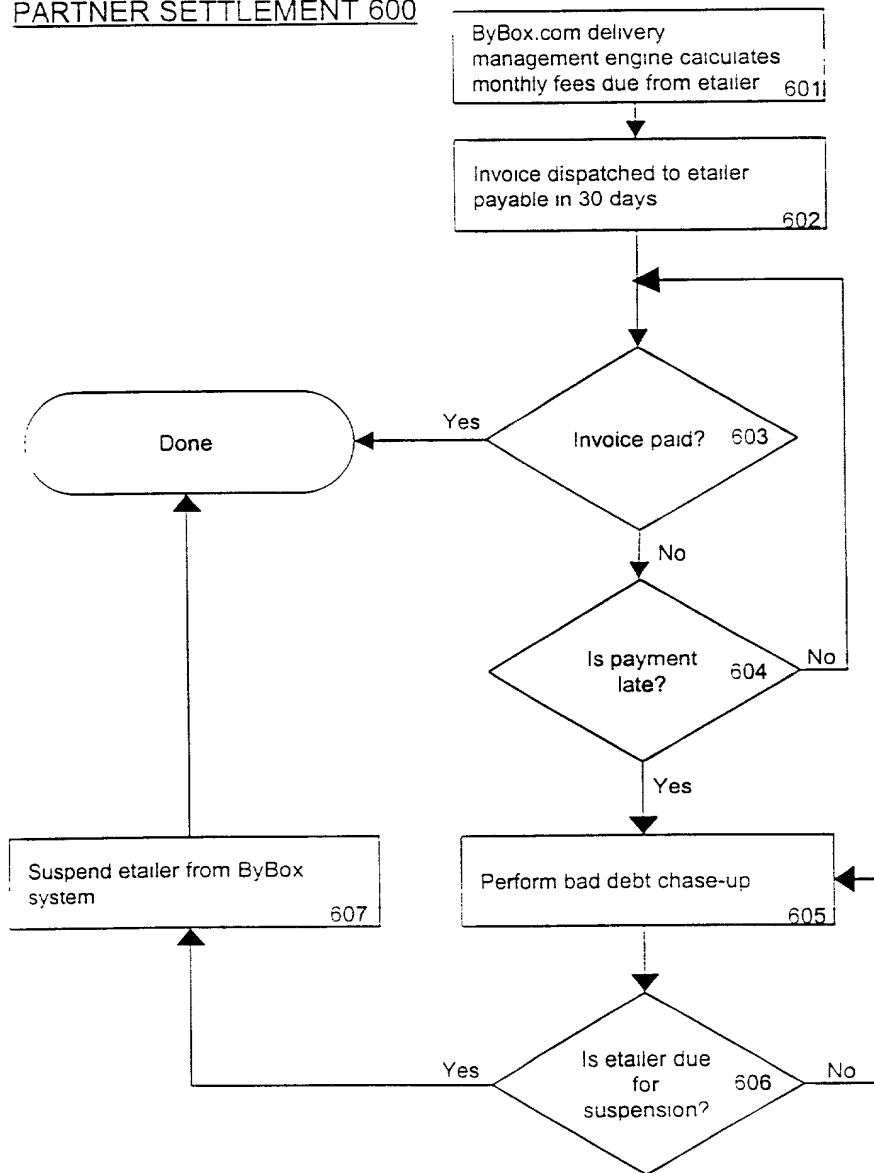 PARTNER SETTLEMENT 600
ByBox.com delivery
management engine calculates
monthly fees due from etailer
601
Invoice dispatched to etailer
payable in 30 days
602
Invoice paid? 603
Yes
Done
No
Is payment
late?
604
No
Yes
Perform bad debt chase-up
605
Suspend etailer from ByBox
system
607
Is etailer due
for
suspension?
606
Yes
No